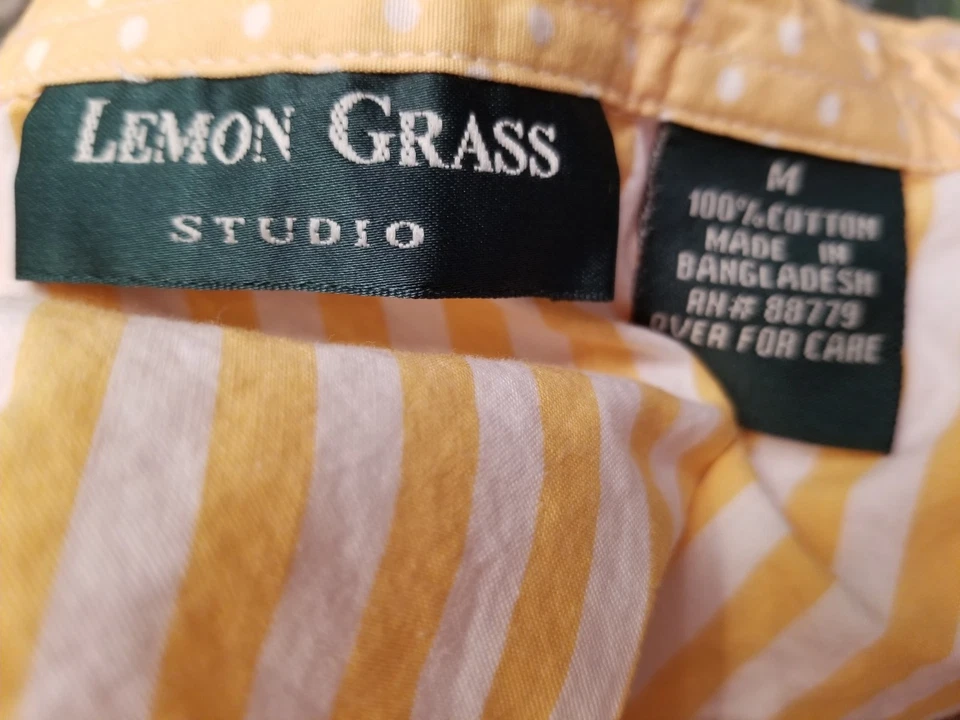 LEMON GRASS
STUDIO
M
100% COTTON
MADE IN
BANGLADESH
RN# 88779
OVER FOR CARE